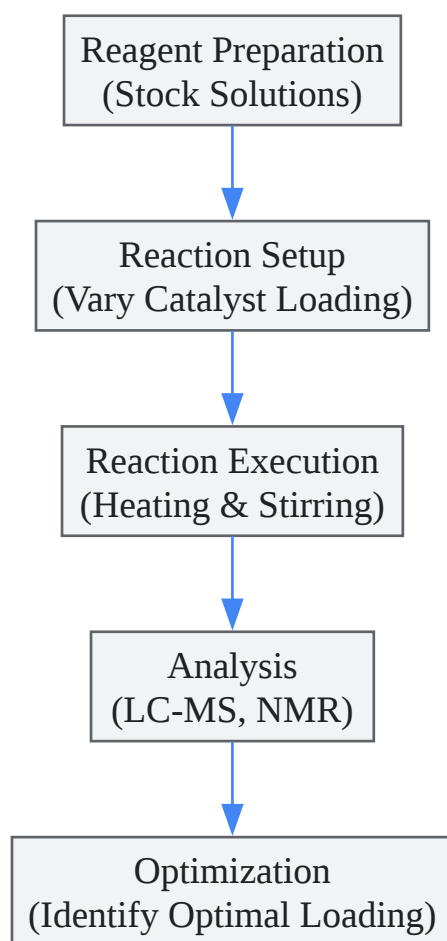 Reagent Preparation
(Stock Solutions)
Reaction Setup
(Vary Catalyst Loading)
Reaction Execution
(Heating & Stirring)
Analysis
(LC-MS, NMR)
Optimization
(Identify Optimal Loading)